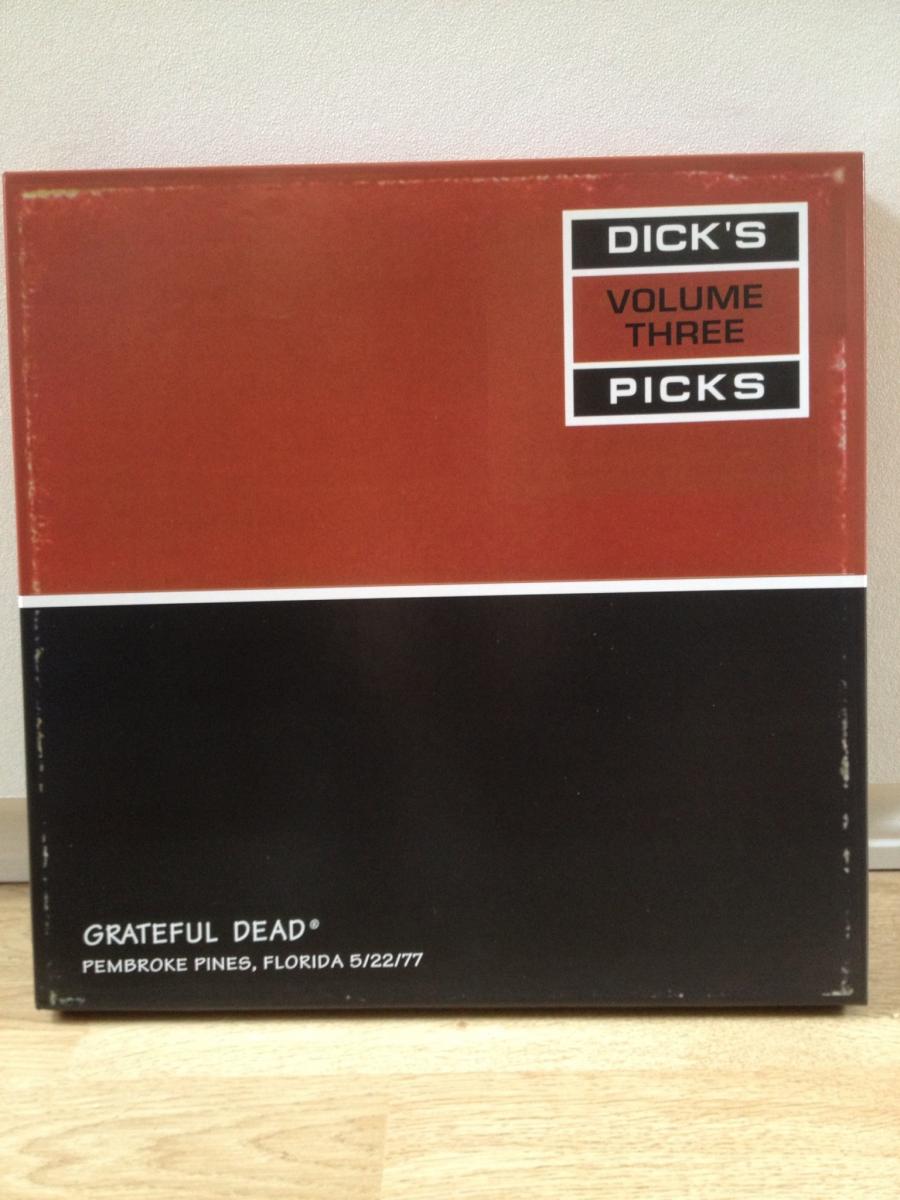 DICK'S
VOLUME
THREE
PICKS
GRATEFUL DEAD®
PEMBROKE PINES, FLORIDA 5/22/77